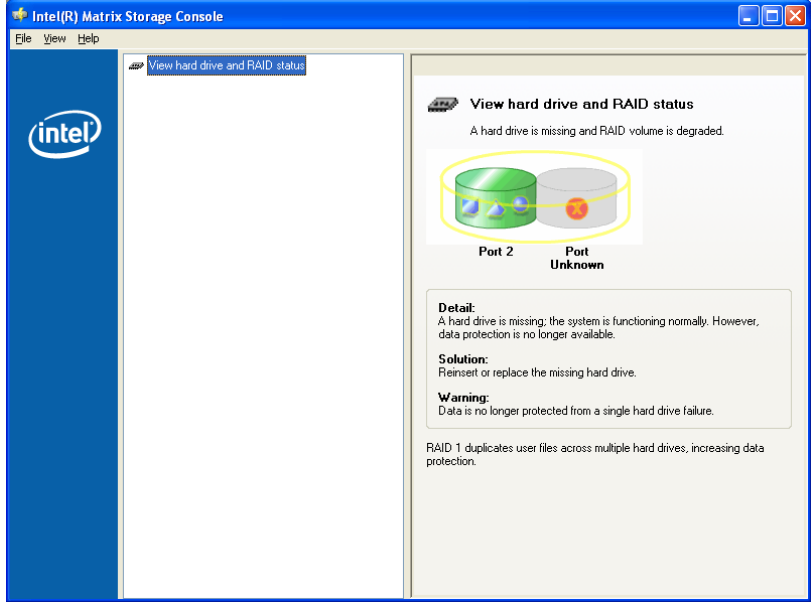 Intel(R) Matrix Storage Console
File View Help
View hard drive and RAID status
intel
View hard drive and RAID status
A hard drive is missing and RAID volume is degraded.
Port 2
Port
Unknown
Detail:
A hard drive is missing; the system is functioning normally. However,
data protection is no longer available.
Solution:
Reinsert or replace the missing hard drive.
Warning:
Data is no longer protected from a single hard drive failure.
RAID 1 duplicates user files across multiple hard drives, increasing data
protection.